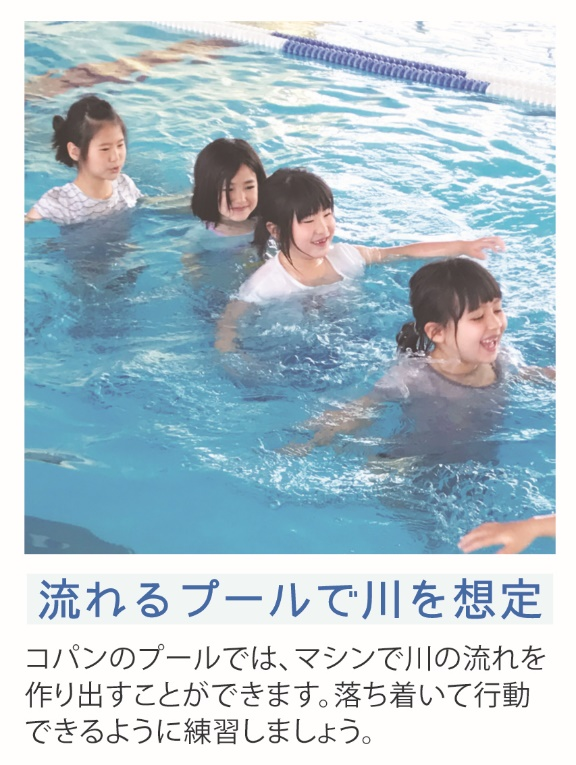 流れるプールで川を想定
コパンのプールでは、マシンで川の流れを
作り出すことができます。落ち着いて行動
できるように練習しましょう。